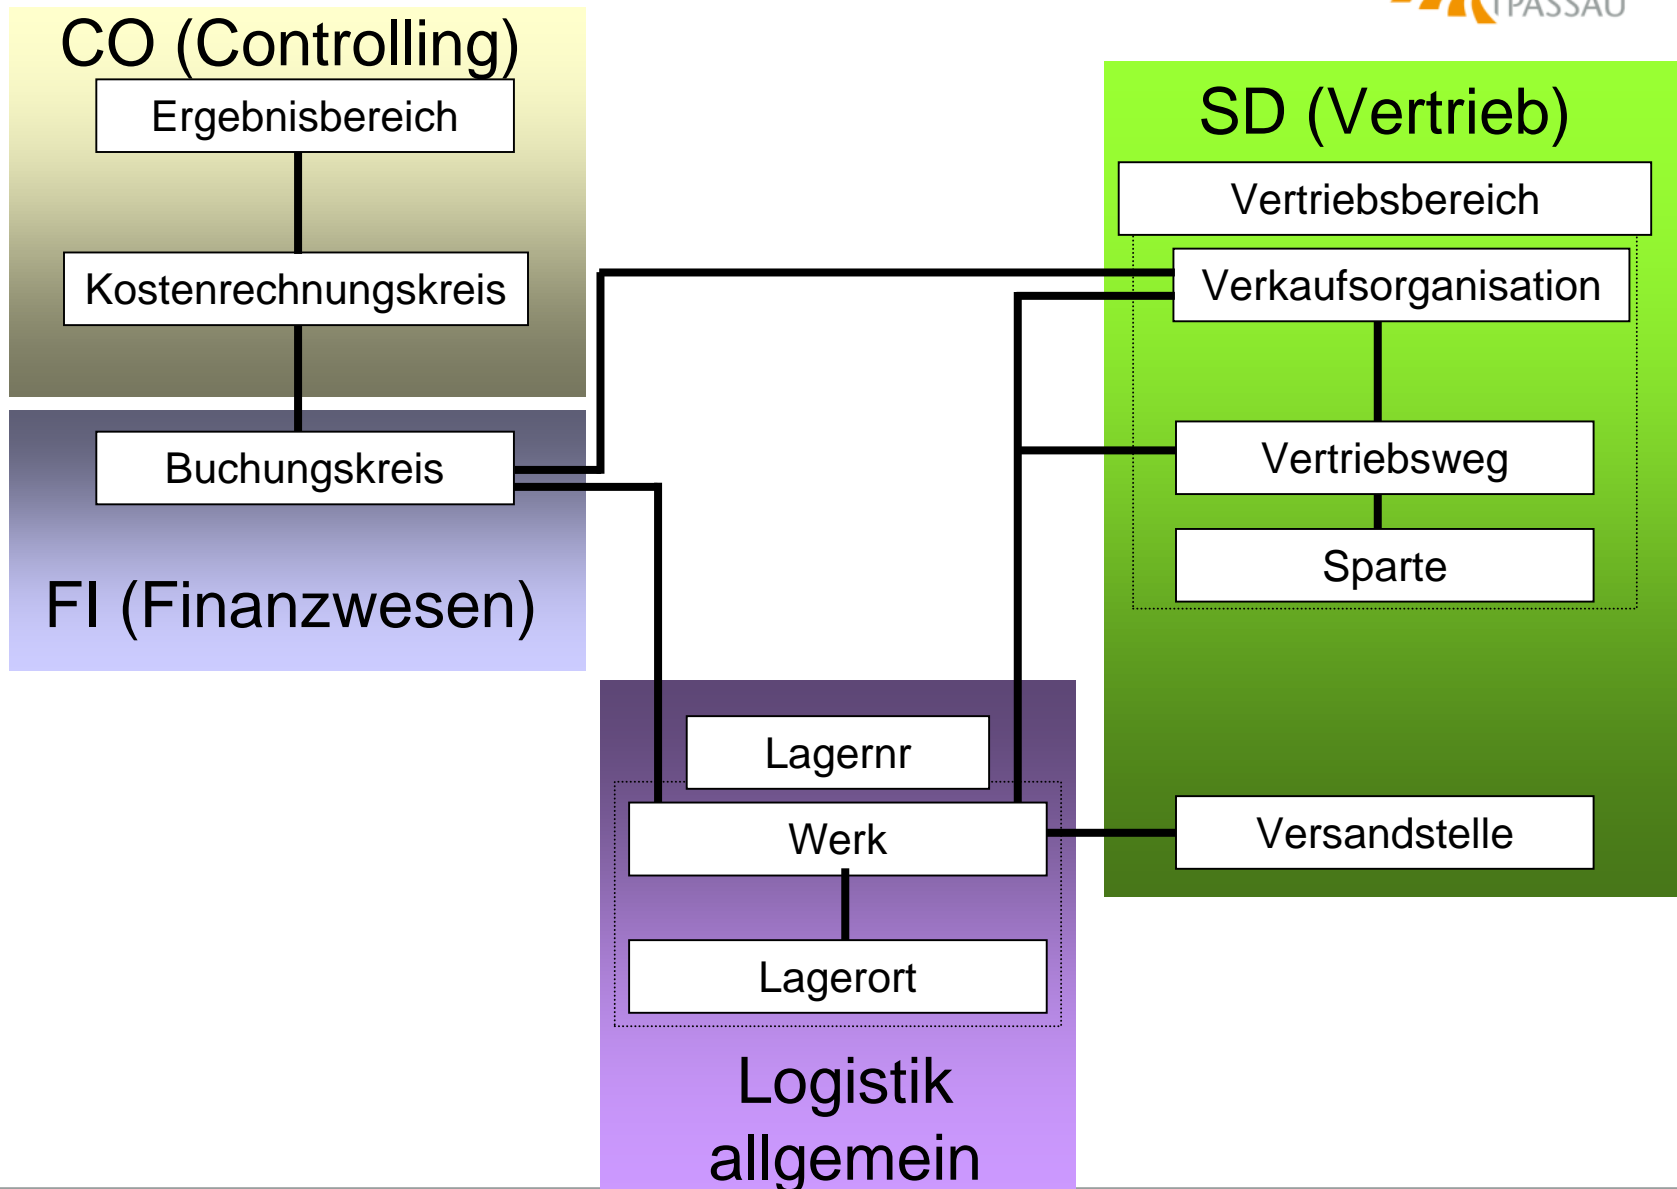 PASSAU
CO (Controlling)
Ergebnisbereich
Kostenrechnungskreis
Buchungskreis
FI (Finanzwesen)
SD (Vertrieb)
Vertriebsbereich
Verkaufsorganisation
Vertriebsweg
Sparte
Versandstelle
Lagernr
Werk
Lagerort
Logistik
allgemein